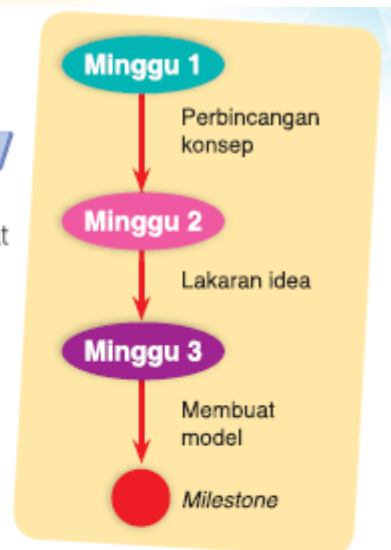 Minggu 1
Perbincangan
konsep
Minggu 2
Lakaran idea
Minggu 3
Membuat
model
Milestone